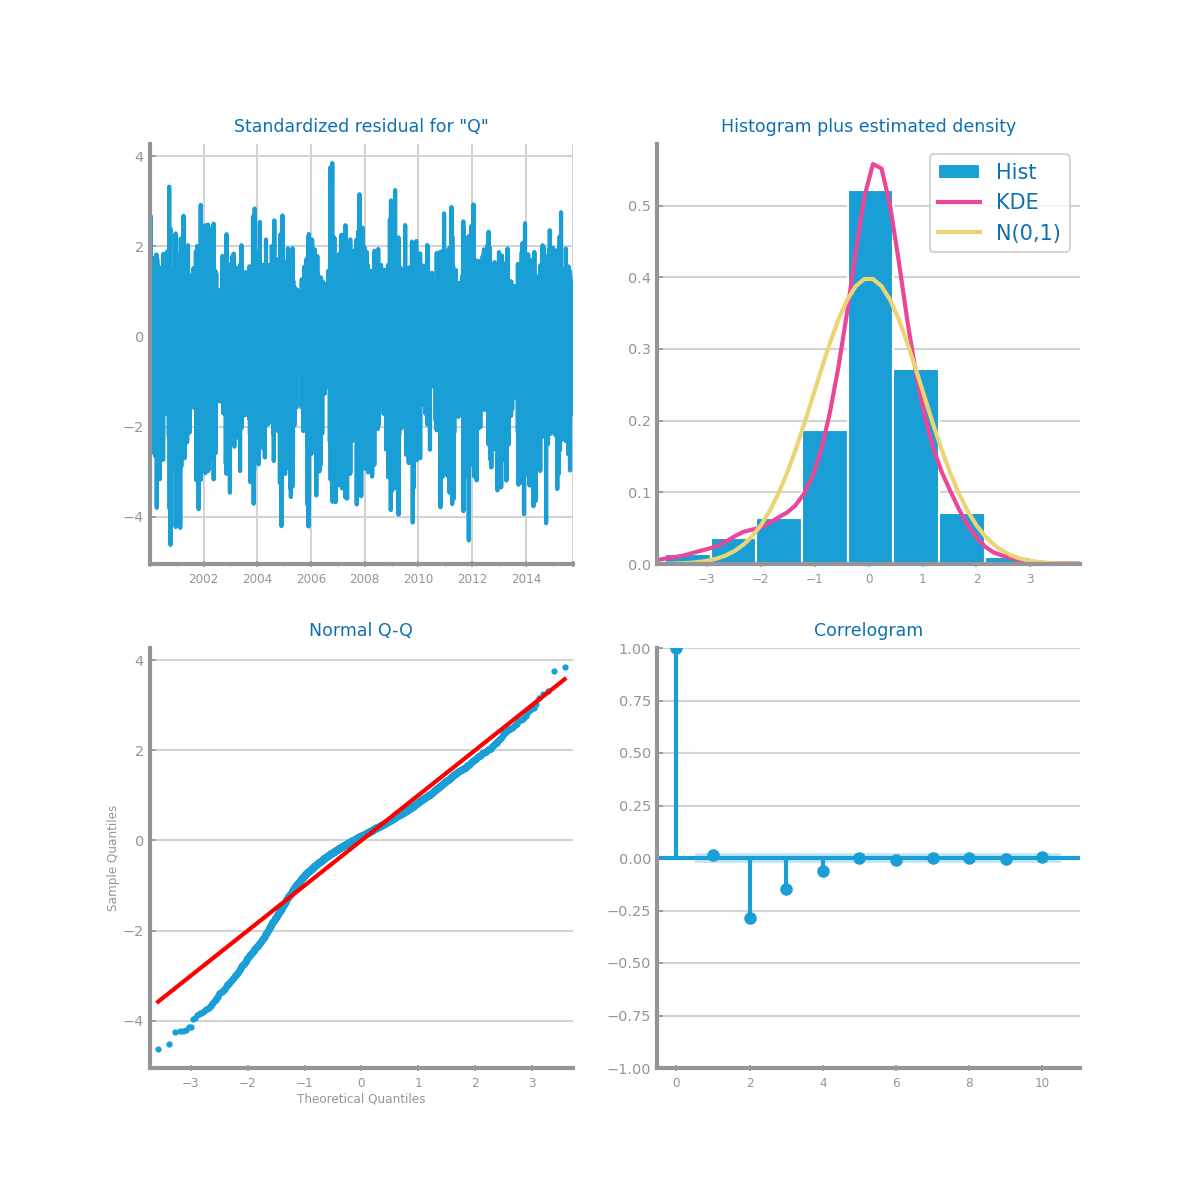 Standardized residual for "Q"
4
2
0
−2
−4
2002 2004 2006 2008 2010 2012 2014
Histogram plus estimated density
Hist
KDE
N(0,1)
0.5
0.4
0.3
0.2
0.1
0.0
−3 −2 −1 0 1 2 3
Normal Q-Q
4
2
0
−2
−4
Sample Quantiles
−3 −2 −1 0 1 2 3
Theoretical Quantiles
Correlogram
1.00
0.75
0.50
0.25
0.00
−0.25
−0.50
−0.75
−1.00
0 2 4 6 8 10